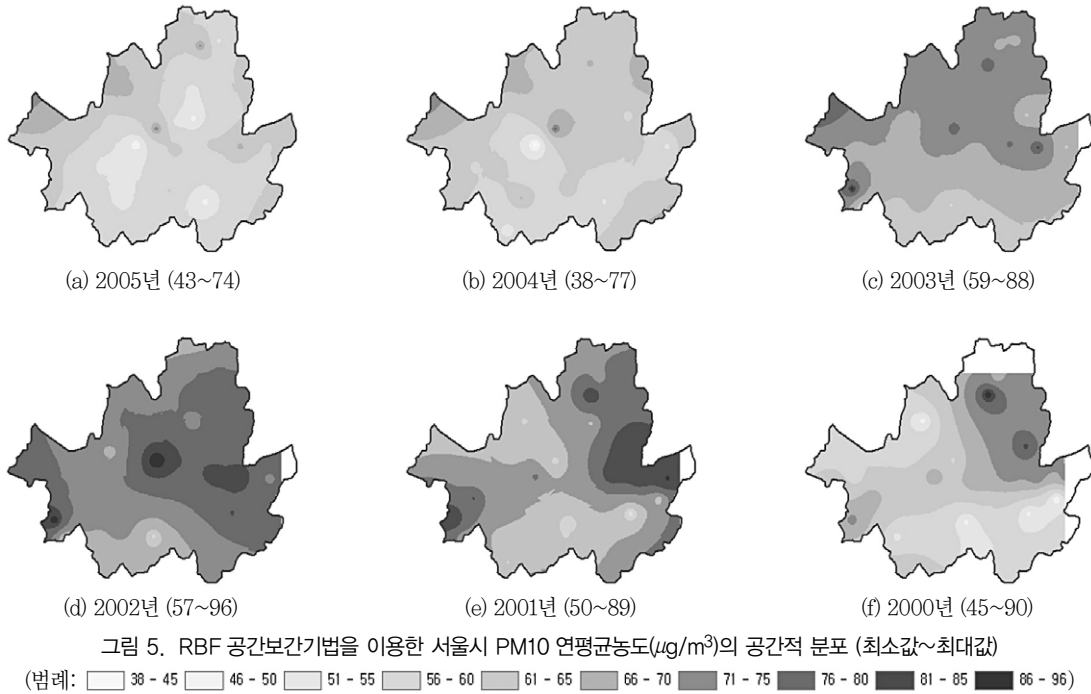 (a) 2005년 (43~74) (b) 2004년 (38~77) (c) 2003년 (59~88)
(d) 2002년 (57~96) (e) 2001년 (50~89) (f) 2000년 (45~90)
그림 5. RBF 공간보간기법을 이용한 서울시 PM10 연평균농도(μg/m³)의 공간적 분포 (최소값~최대값)
(범례: 38 - 45 46 - 50 51 - 55 56 - 60 61 - 65 66 - 70 71 - 75 76 - 80 81 - 85 86 - 96)